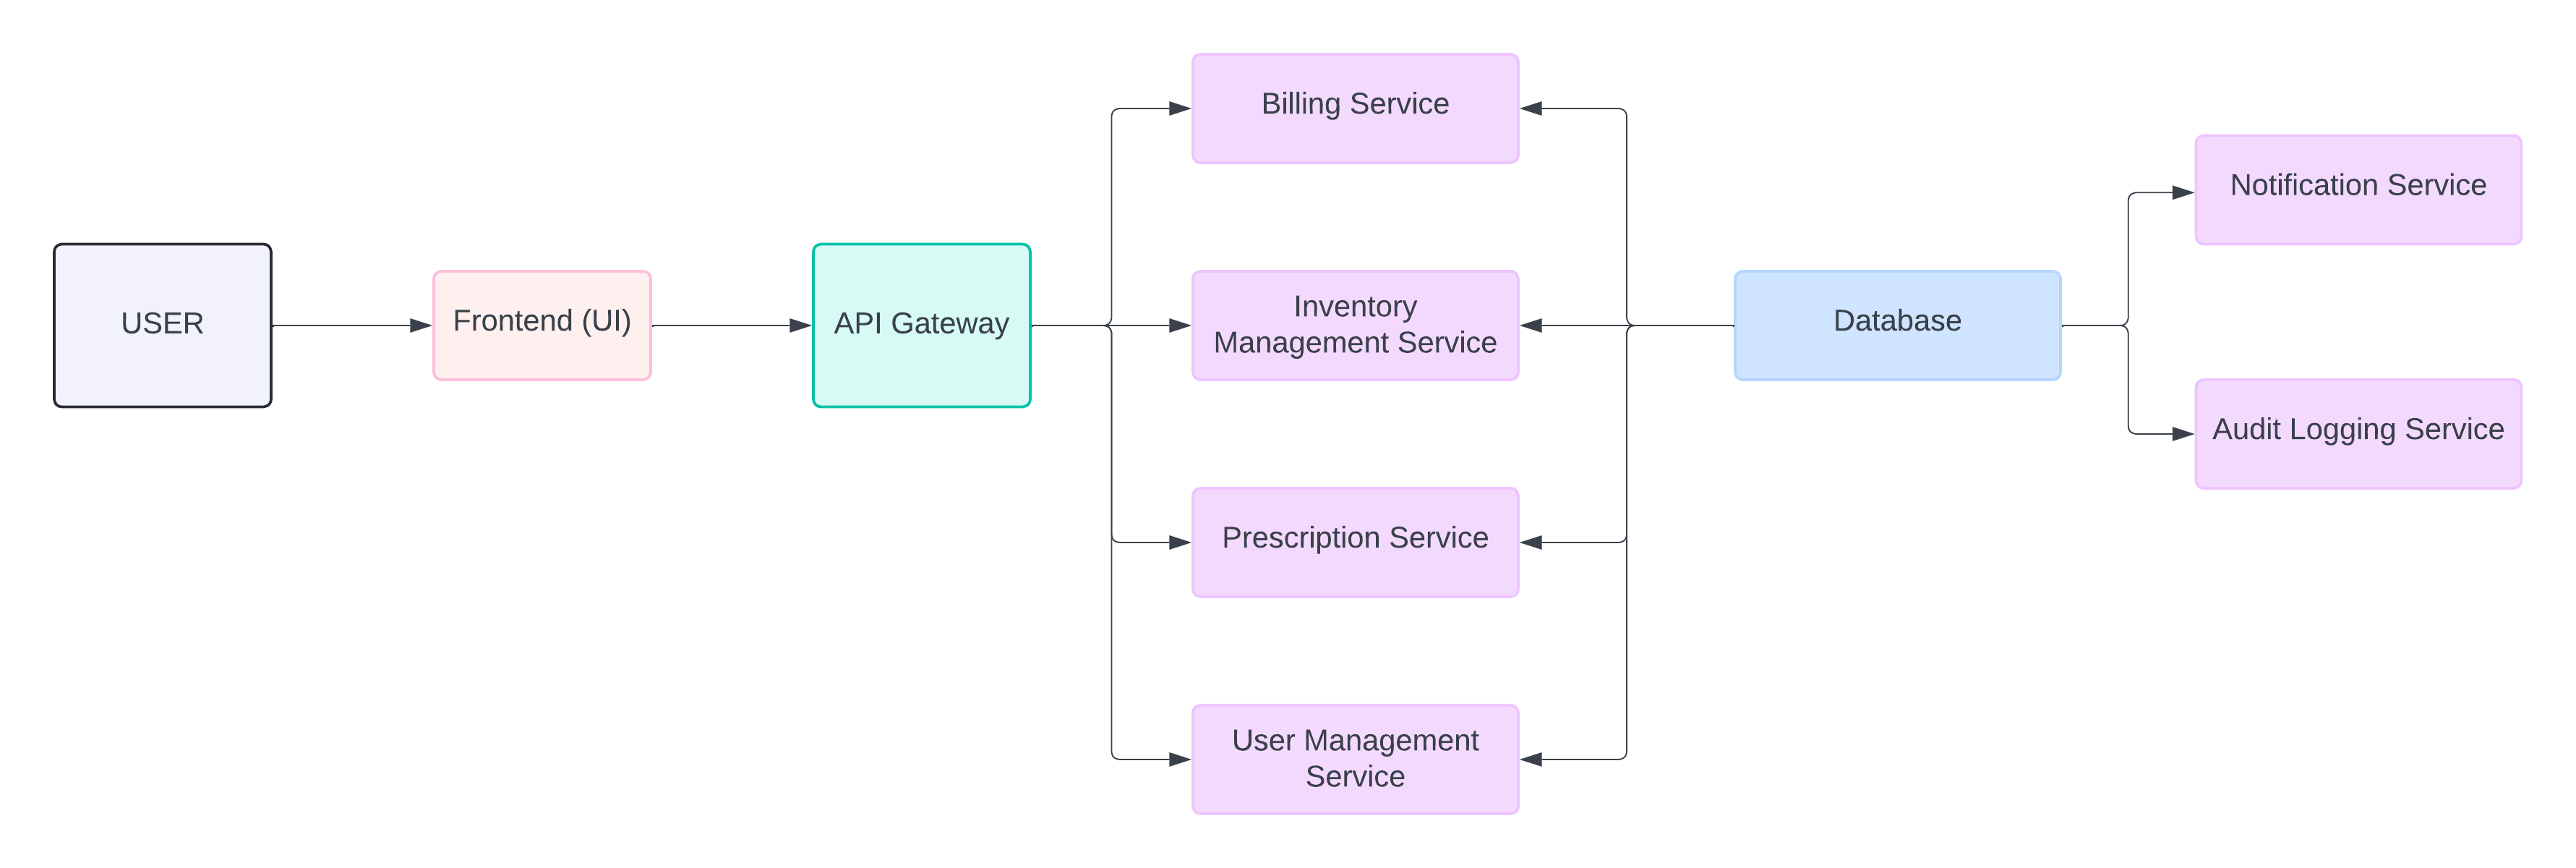 USER
Frontend (UI)
API Gateway
Billing Service
Inventory
Management Service
Prescription Service
User Management
Service
Database
Notification Service
Audit Logging Service